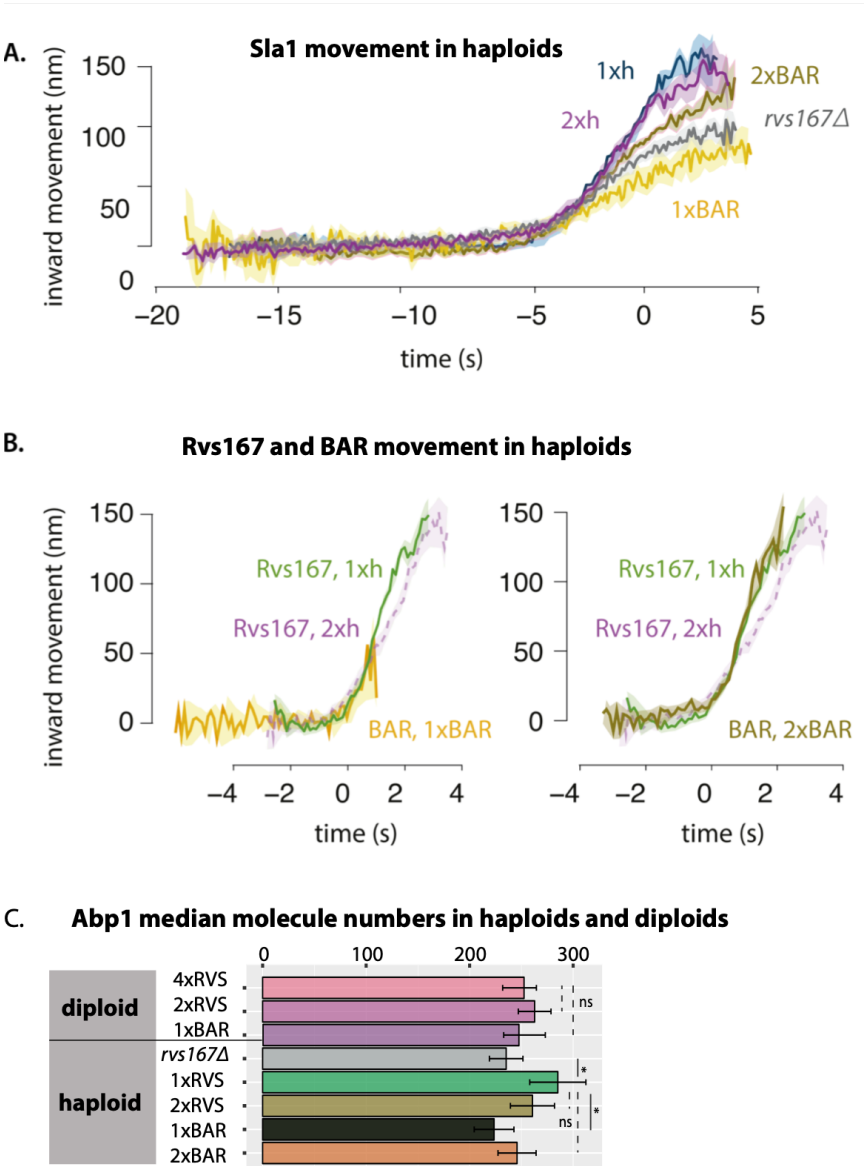 A.
Sla1 movement in haploids
inward movement (nm)
150
100
50
0
1xh
2xh
2xBAR
rvs167Δ
1xBAR
−20 −15 −10 −5 0 5
time (s)
B.
Rvs167 and BAR movement in haploids
inward movement (nm)
150
100
50
0
Rvs167, 1xh
Rvs167, 2xh
BAR, 1xBAR
−4 −2 0 2 4
time (s)
150
100
50
0
Rvs167, 1xh
Rvs167, 2xh
BAR, 2xBAR
−4 −2 0 2 4
time (s)
C.
Abp1 median molecule numbers in haploids and diploids
0 100 200 300
diploid
4xRVS
2xRVS
1xBAR
ns
haploid
rvs167Δ
1xRVS
2xRVS
1xBAR
2xBAR
*
*
ns